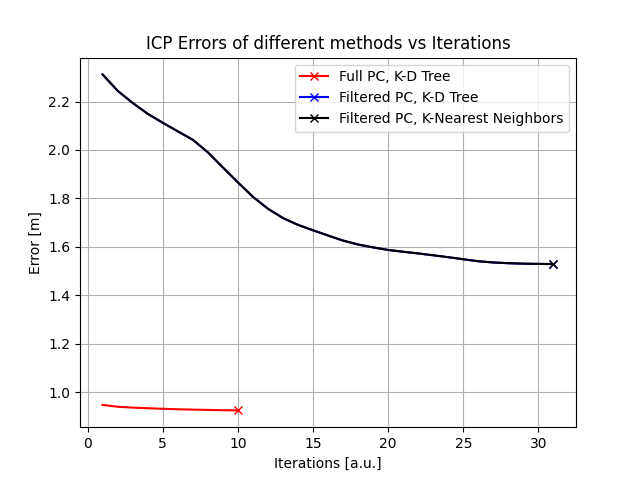 ICP Errors of different methods vs Iterations
Full PC, K-D Tree
Filtered PC, K-D Tree
Filtered PC, K-Nearest Neighbors
Error [m]
2.2
2.0
1.8
1.6
1.4
1.2
1.0
0 5 10 15 20 25 30
Iterations [a.u.]